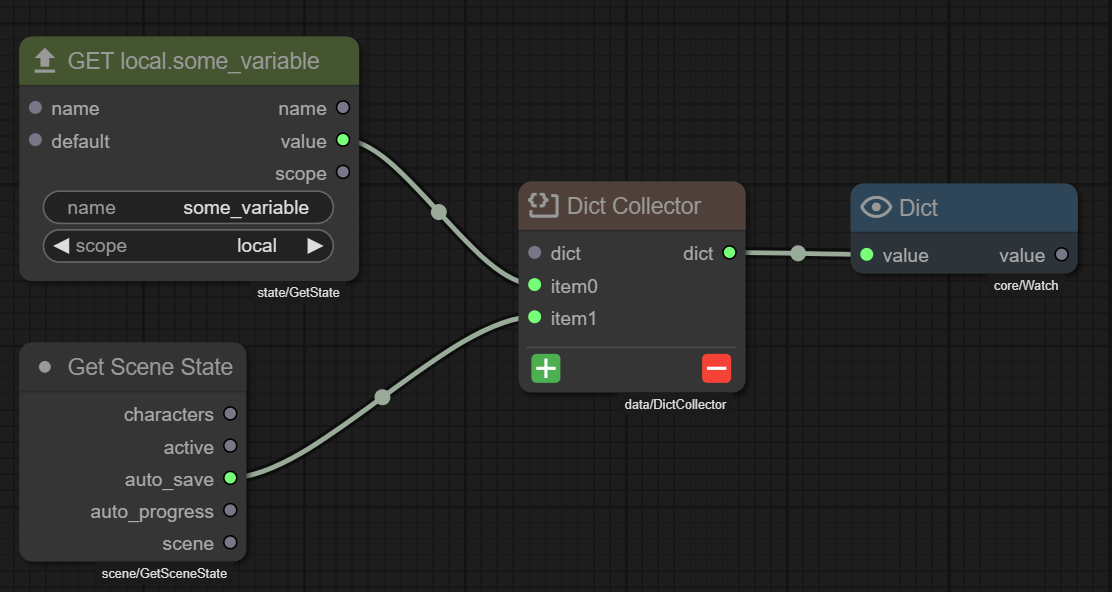 GET local.some_variable
name name
default value
scope
name some_variable
scope local
state/GetState
Get Scene State
characters
active
auto_save
auto_progress
scene
scene/GetSceneState
Dict Collector
dict dict
item0
item1
data/DictCollector
Dict
value value
core/Watch